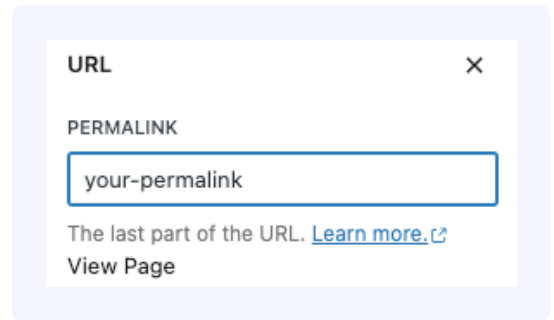 URL
PERMALINK
your-permalink
The last part of the URL. Learn more.
View Page